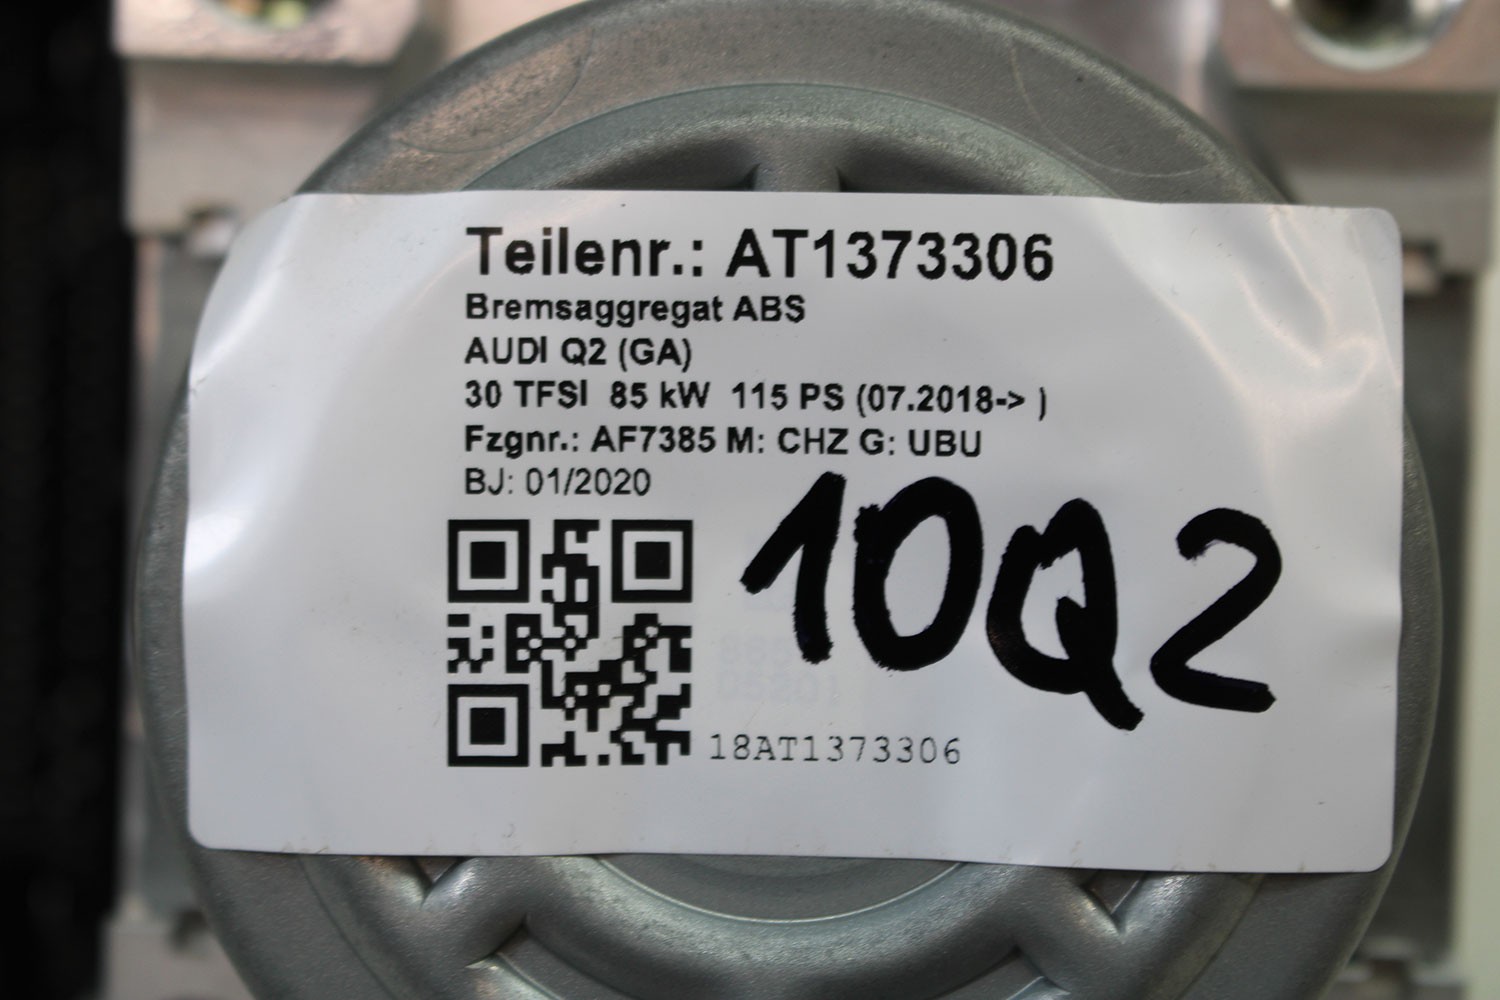 Teilenr.: AT1373306
Bremsaggregat ABS
AUDI Q2 (GA)
30 TFSI 85 kW 115 PS (07.2018-> )
Fzgnr.: AF7385 M: CHZ G: UBU
BJ: 01/2020
10Q2
18AT1373306